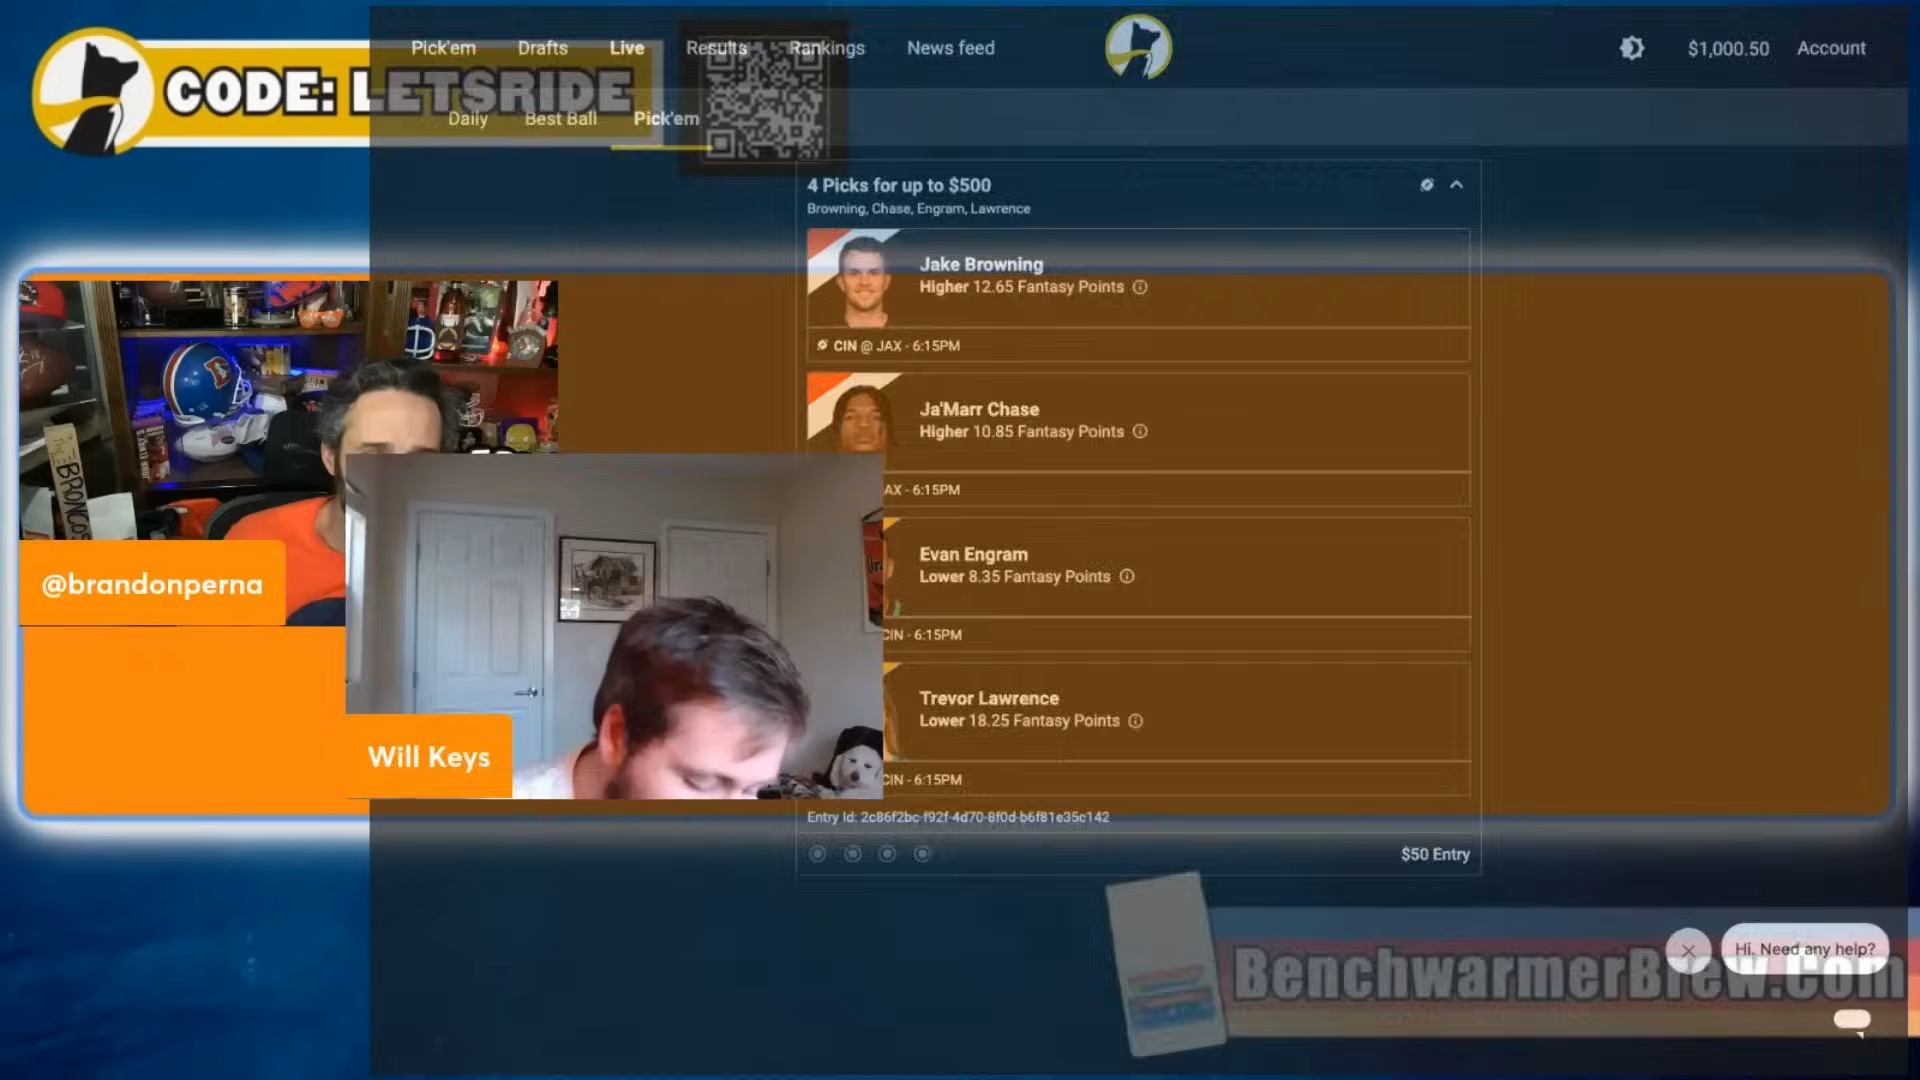 CODE: LETSRIDE
Pick'em Drafts Live Results Rankings News feed
$1,000.50 Account
Daily Best Ball Pick'em
4 Picks for up to $500
Browning, Chase, Engram, Lawrence
Jake Browning
Higher 12.65 Fantasy Points
CIN @ JAX - 6:15PM
Ja'Marr Chase
Higher 10.85 Fantasy Points
AX - 6:15PM
Evan Engram
Lower 8.35 Fantasy Points
CIN - 6:15PM
Trevor Lawrence
Lower 18.25 Fantasy Points
CIN - 6:15PM
Entry Id: 2c86f2bc-f92f-4d70-8f0d-b6f81e35c142
$50 Entry
BRONCOS
@brandonperna
Will Keys
Hi. Need any help?
BenchwarmerBrew.Com